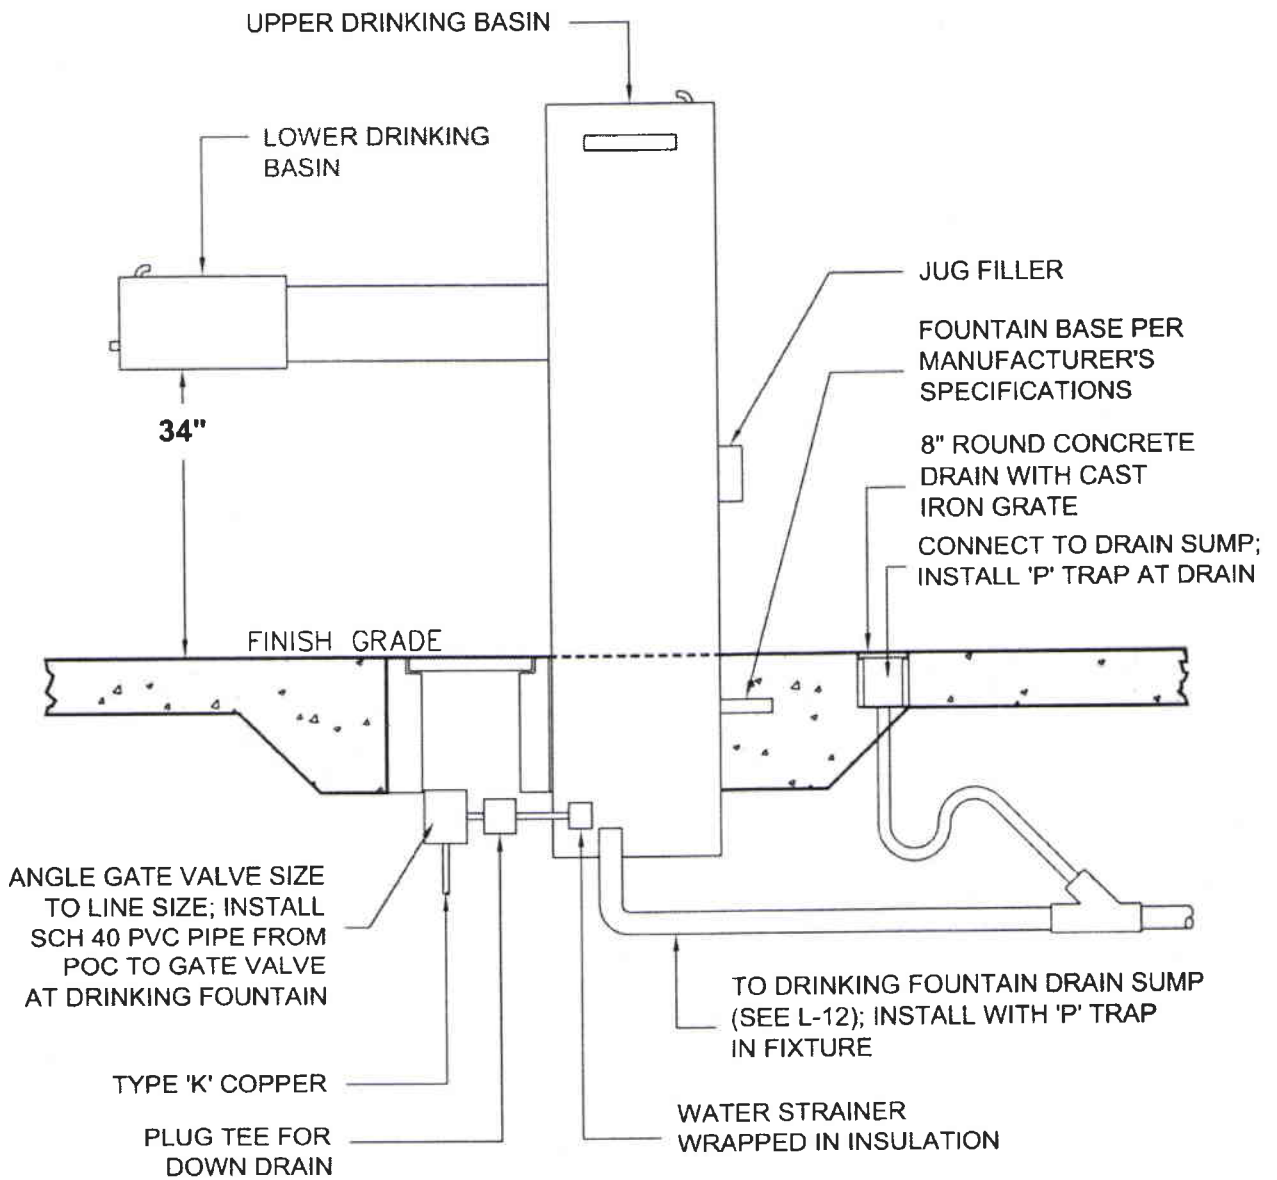 UPPER DRINKING BASIN
LOWER DRINKING
BASIN
JUG FILLER
FOUNTAIN BASE PER
MANUFACTURER'S
SPECIFICATIONS
34"
8" ROUND CONCRETE
DRAIN WITH CAST
IRON GRATE
CONNECT TO DRAIN SUMP;
INSTALL 'P' TRAP AT DRAIN
FINISH GRADE
ANGLE GATE VALVE SIZE
TO LINE SIZE; INSTALL
SCH 40 PVC PIPE FROM
POC TO GATE VALVE
AT DRINKING FOUNTAIN
TO DRINKING FOUNTAIN DRAIN SUMP
(SEE L-12); INSTALL WITH 'P' TRAP
IN FIXTURE
TYPE 'K' COPPER
WATER STRAINER
WRAPPED IN INSULATION
PLUG TEE FOR
DOWN DRAIN